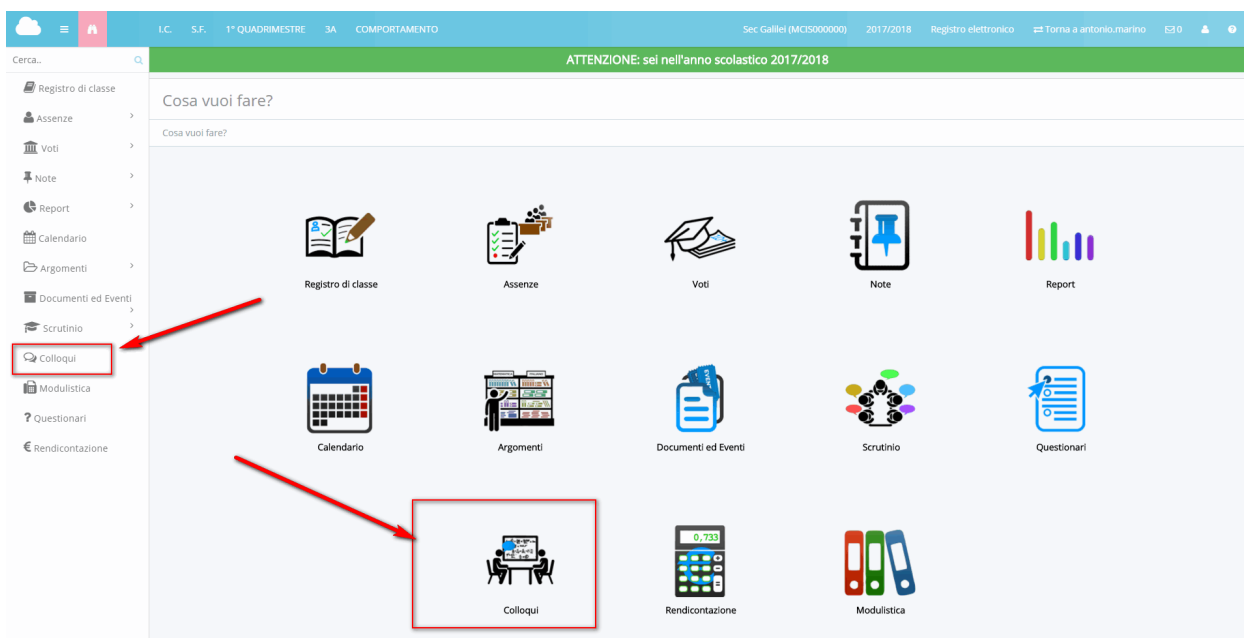 I.C. S.F. 1° QUADRIMESTRE 3A COMPORTAMENTO Sec Galilei (MCIS000000) 2017/2018 Registro elettronico Torna a antonio.marino 0
Cerca..
ATTENZIONE: sei nell'anno scolastico 2017/2018
Registro di classe
Assenze
Voti
Note
Report
Calendario
Argomenti
Documenti ed Eventi
Scrutinio
Colloqui
Modulistica
? Questionari
€ Rendicontazione
Cosa vuoi fare?
Cosa vuoi fare?
Registro di classe Assenze Voti Note Report
EVEN
Calendario Argomenti Documenti ed Eventi Scrutinio Questionari
0,733
Colloqui Rendicontazione Modulistica